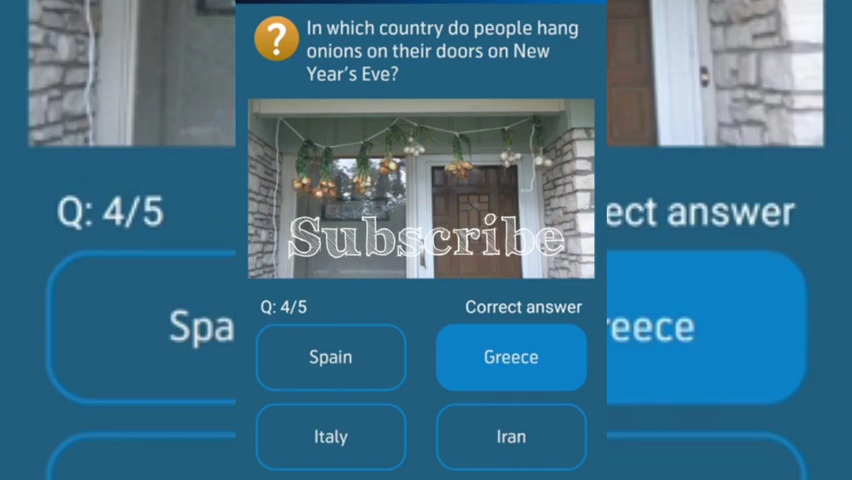 ?
In which country do people hang
onions on their doors on New
Year's Eve?
Subscribe
Q: 4/5
ect answer
Q: 4/5
Correct answer
Spa
Spain
Greece
reece
Italy
Iran